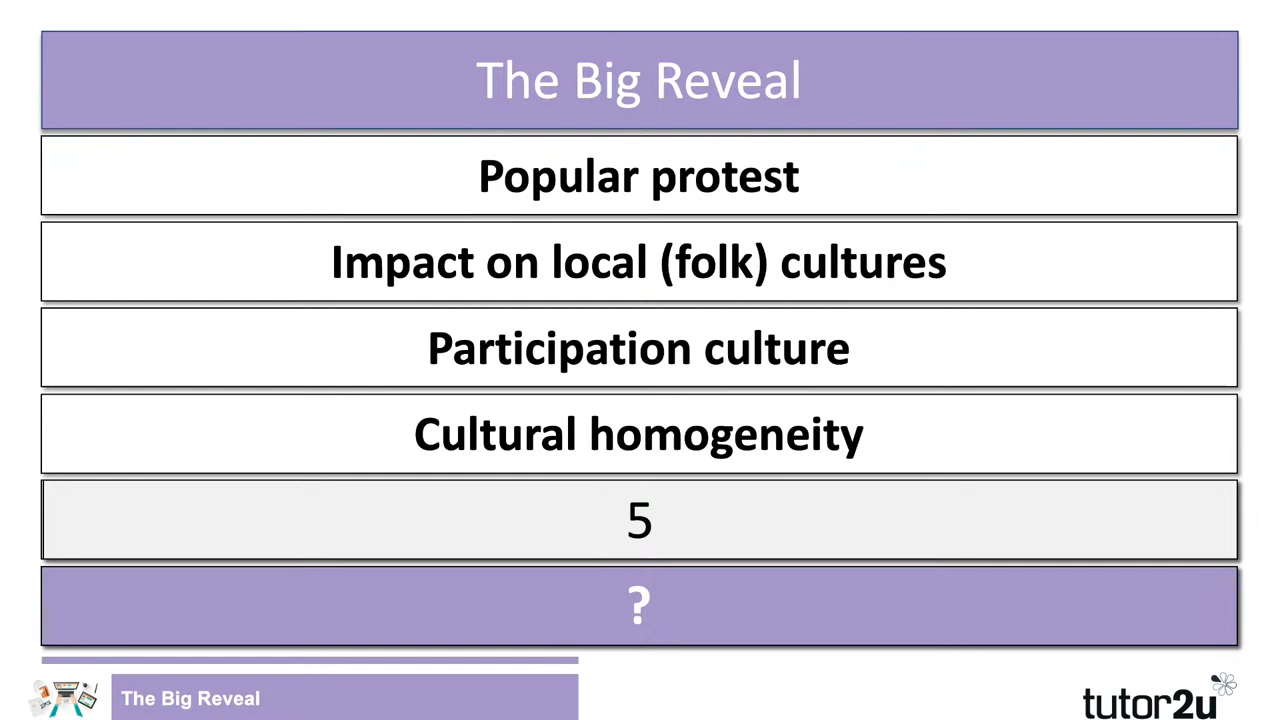 The Big Reveal
Popular protest
Impact on local (folk) cultures
Participation culture
Cultural homogeneity
5
?
The Big Reveal
tutor2u